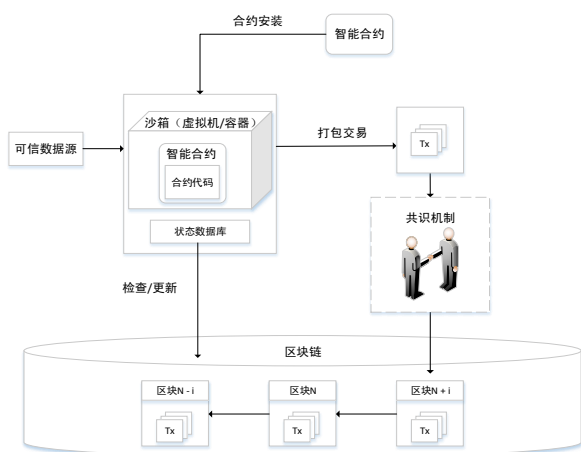 合约安装
智能合约
沙箱（虚拟机/容器）
打包交易
可信数据源
智能合约
合约代码
Tx
状态数据库
共识机制
检查/更新
区块链
区块N - i
区块N
区块N + i
Tx
Tx
Tx